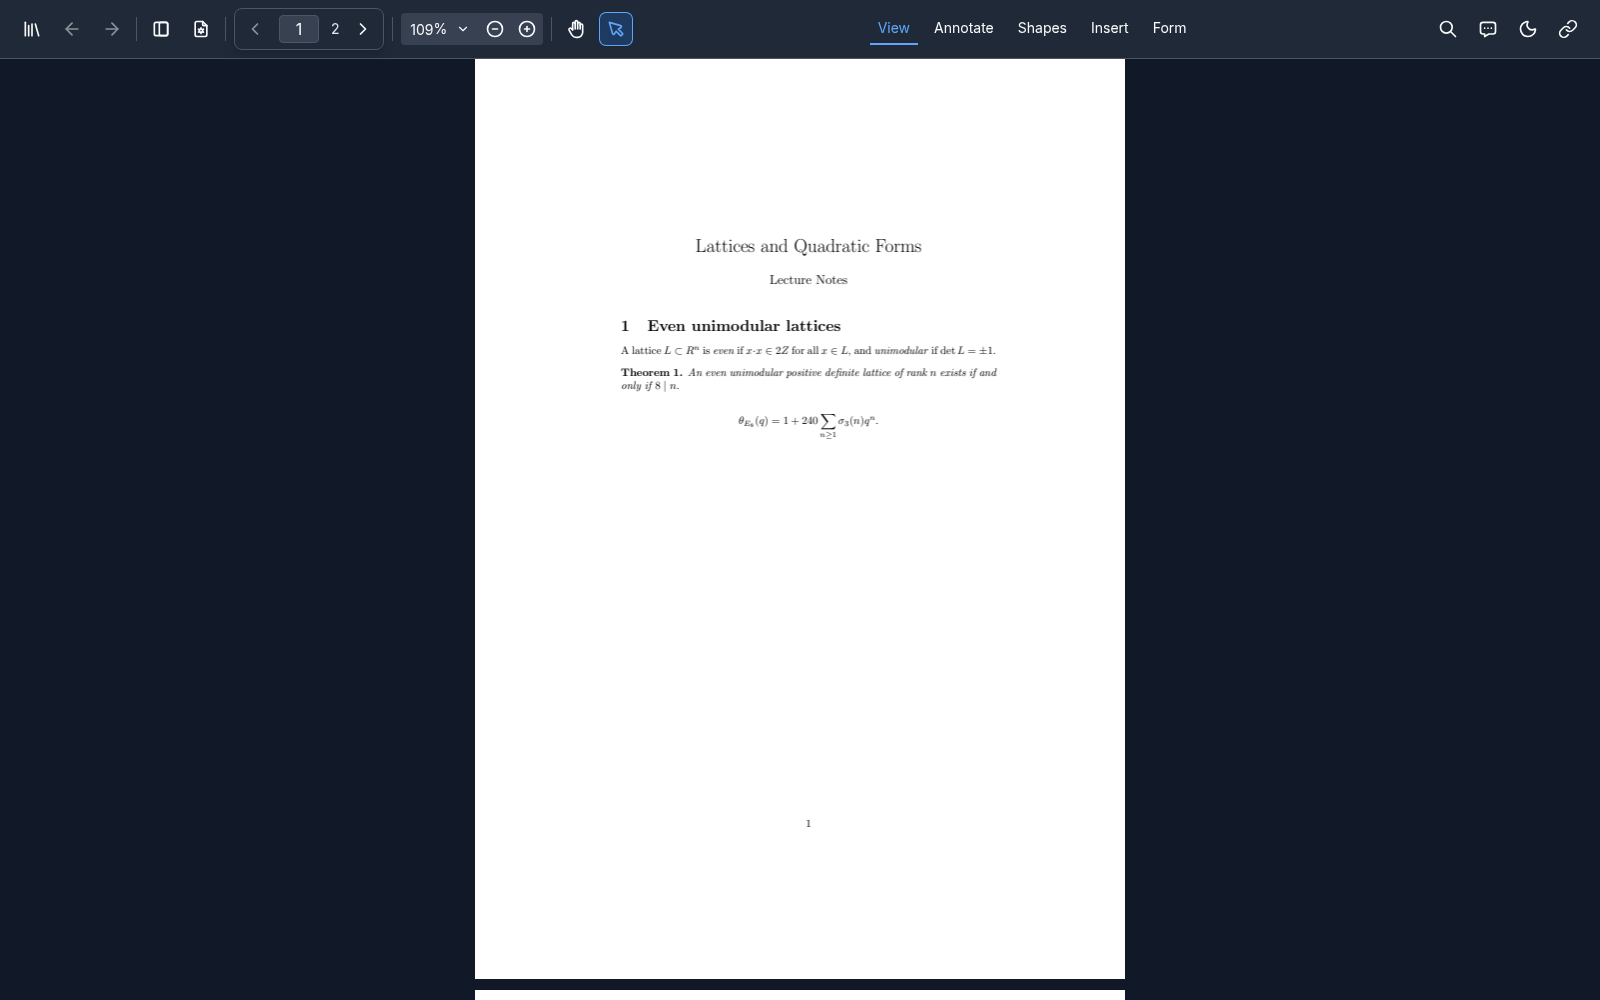 1 2 109% View Annotate Shapes Insert Form
Lattices and Quadratic Forms
Lecture Notes
1 Even unimodular lattices
A lattice L ⊂ Rⁿ is even if x·x ∈ 2Z for all x ∈ L, and unimodular if det L = ±1.
Theorem 1. An even unimodular positive definite lattice of rank n exists if and
only if 8 | n.
θ_{E₈}(q) = 1 + 240 ∑_{n≥1} σ₃(n)qⁿ.
1